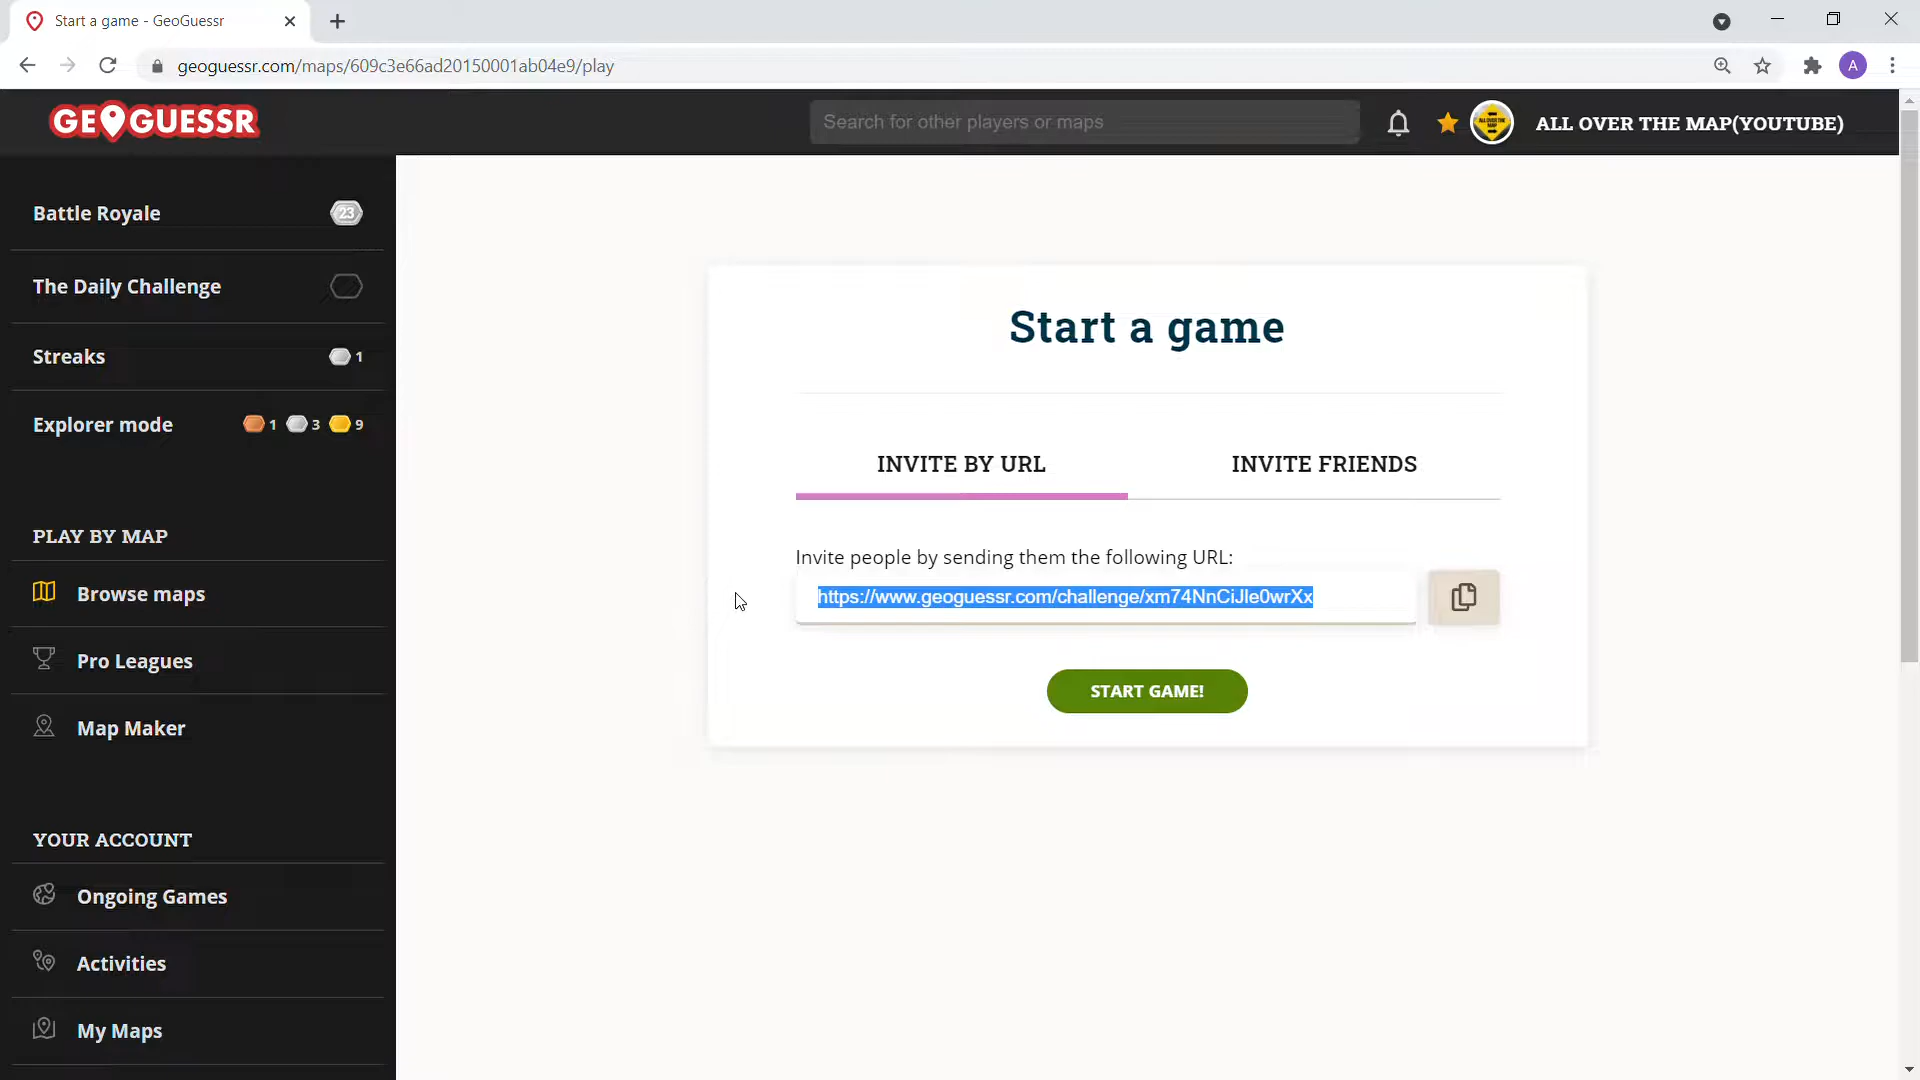 Start a game - GeoGuessr
geoguessr.com/maps/609c3e66ad20150001ab04e9/play
A
GEOGUESSR
Search for other players or maps
ALL OVER THE MAP(YOUTUBE)
Battle Royale 23
The Daily Challenge
Streaks 1
Explorer mode 1 3 9
PLAY BY MAP
Browse maps
Pro Leagues
Map Maker
YOUR ACCOUNT
Ongoing Games
Activities
My Maps
Start a game
INVITE BY URL INVITE FRIENDS
Invite people by sending them the following URL:
https://www.geoguessr.com/challenge/xm74NnCiJle0wrXx
START GAME!